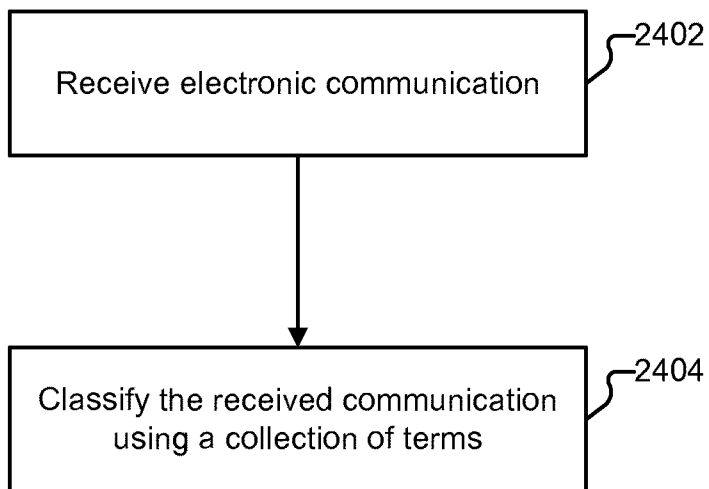 Receive electronic communication
2402
Classify the received communication
using a collection of terms
2404